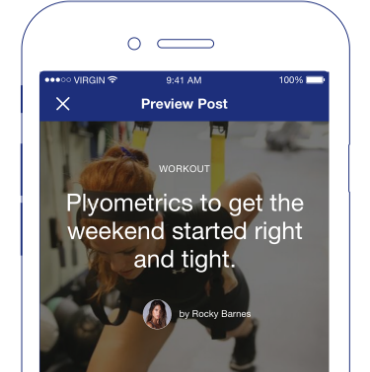 VIRGIN 9:41 AM 100%
Preview Post
WORKOUT
Plyometrics to get the
weekend started right
and tight.
by Rocky Barnes